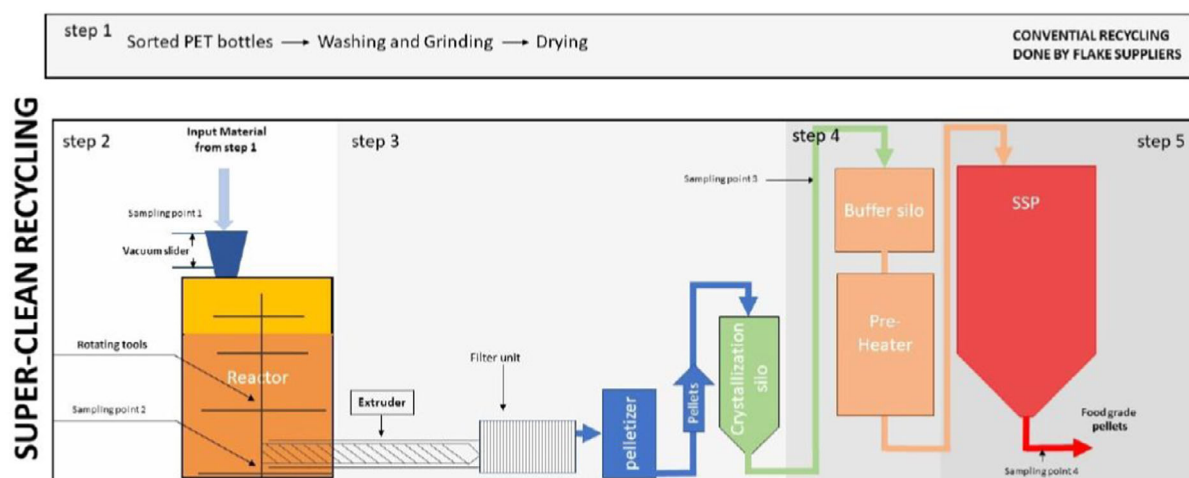 step 1 Sorted PET bottles → Washing and Grinding → Drying
CONVENTIAL RECYCLING
DONE BY FLAKE SUPPLIERS
SUPER-CLEAN RECYCLING
step 2
Input Material
from step 1
Sampling point 1
Vacuum slider
Rotating tools
Reactor
Sampling point 2
step 3
Extruder
Filter unit
pelletizer
Pellets
Crystallization
silo
step 4
Sampling point 3
Buffer silo
Pre-
Heater
step 5
SSP
Food grade
pellets
Sampling point 4